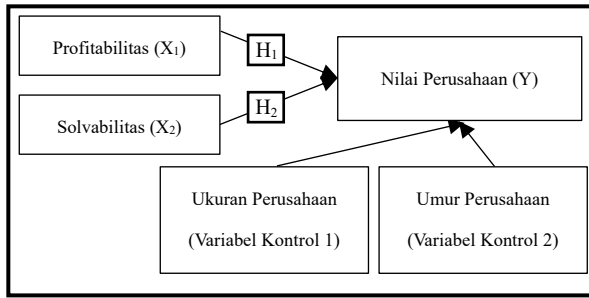 Profitabilitas (X₁)
H₁
Nilai Perusahaan (Y)
Solvabilitas (X₂)
H₂
Ukuran Perusahaan
(Variabel Kontrol 1)
Umur Perusahaan
(Variabel Kontrol 2)